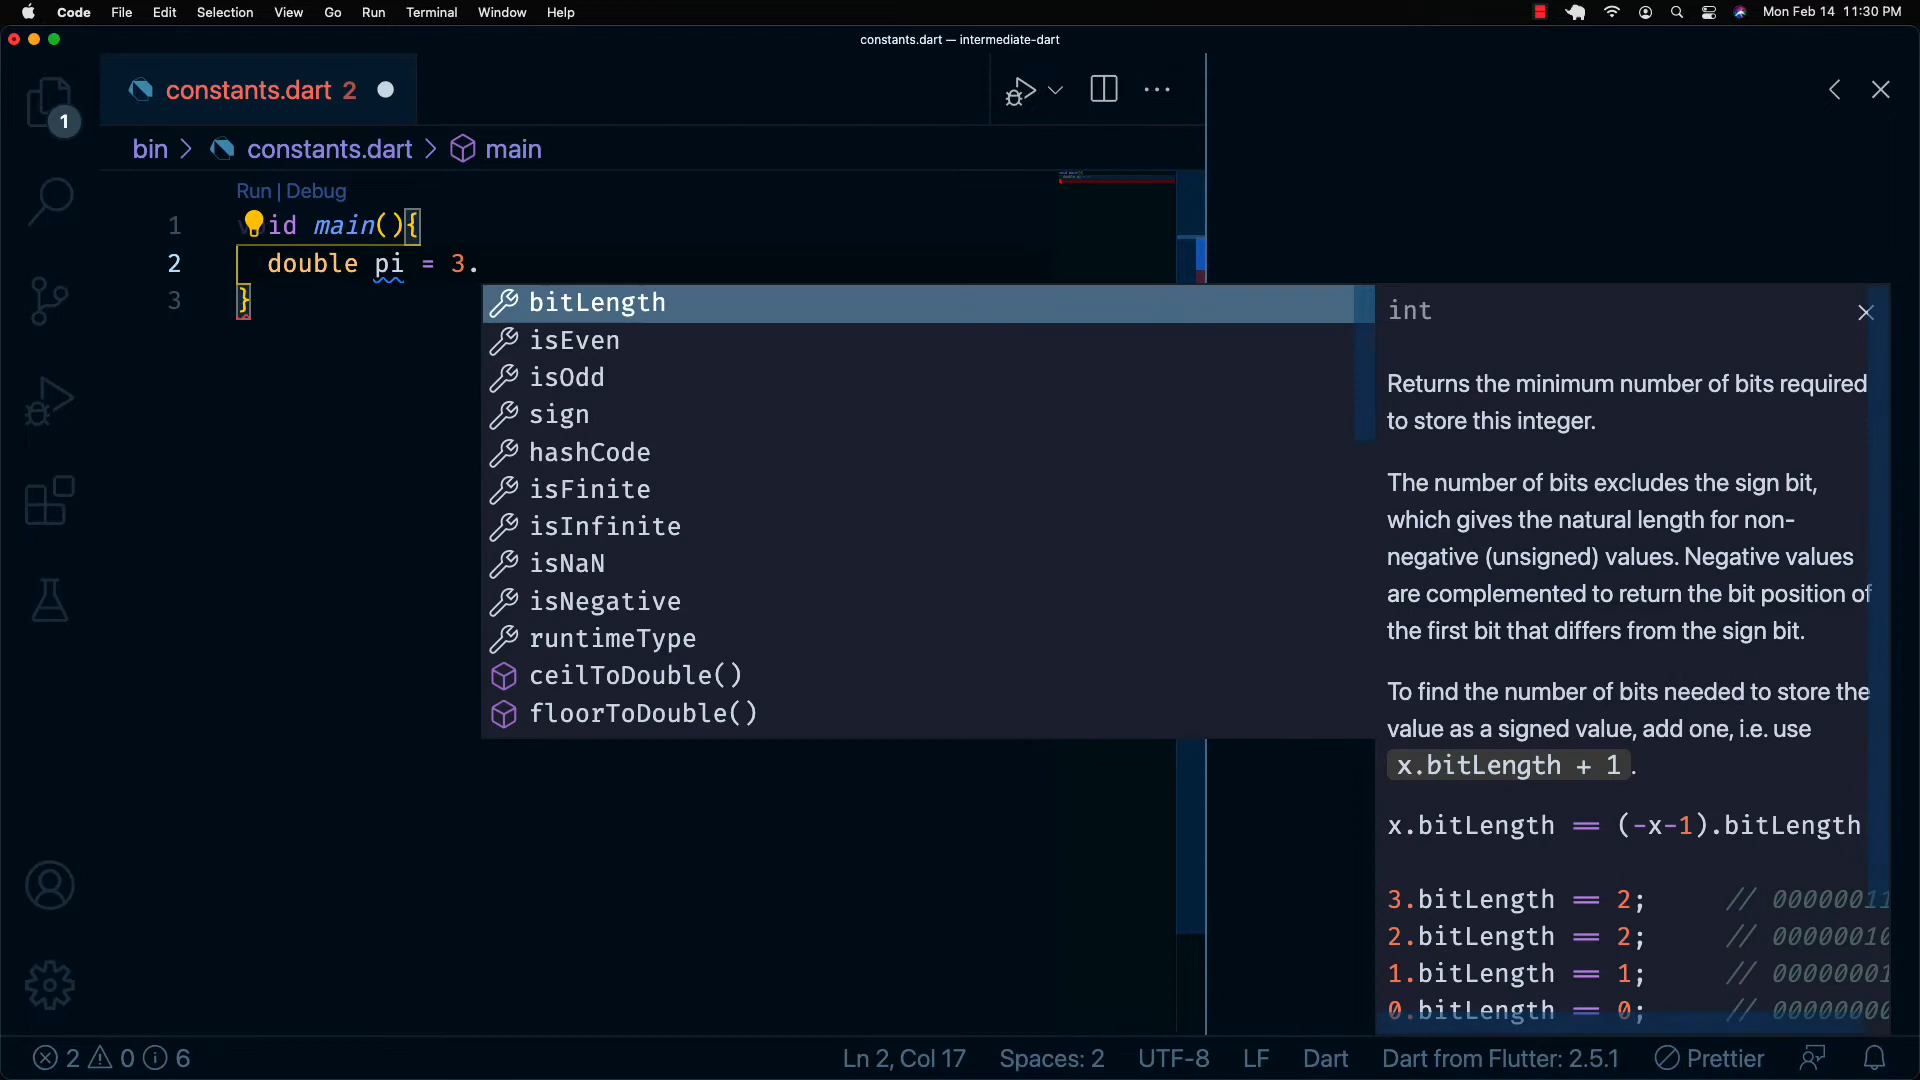 Code File Edit Selection View Go Run Terminal Window Help Mon Feb 14 11:30 PM
constants.dart — intermediate-dart
constants.dart 2
1
bin > constants.dart > main
Run | Debug
1 void main(){
2 double pi = 3.
3 }
bitLength
isEven
isOdd
sign
hashCode
isFinite
isInfinite
isNaN
isNegative
runtimeType
ceilToDouble()
floorToDouble()
int
Returns the minimum number of bits required
to store this integer.
The number of bits excludes the sign bit,
which gives the natural length for non-
negative (unsigned) values. Negative values
are complemented to return the bit position of
the first bit that differs from the sign bit.
To find the number of bits needed to store the
value as a signed value, add one, i.e. use
x.bitLength + 1.
x.bitLength == (-x-1).bitLength
3.bitLength == 2; // 00000011
2.bitLength == 2; // 00000010
1.bitLength == 1; // 00000001
0.bitLength == 0; // 00000000
2 0 6 Ln 2, Col 17 Spaces: 2 UTF-8 LF Dart Dart from Flutter: 2.5.1 Prettier